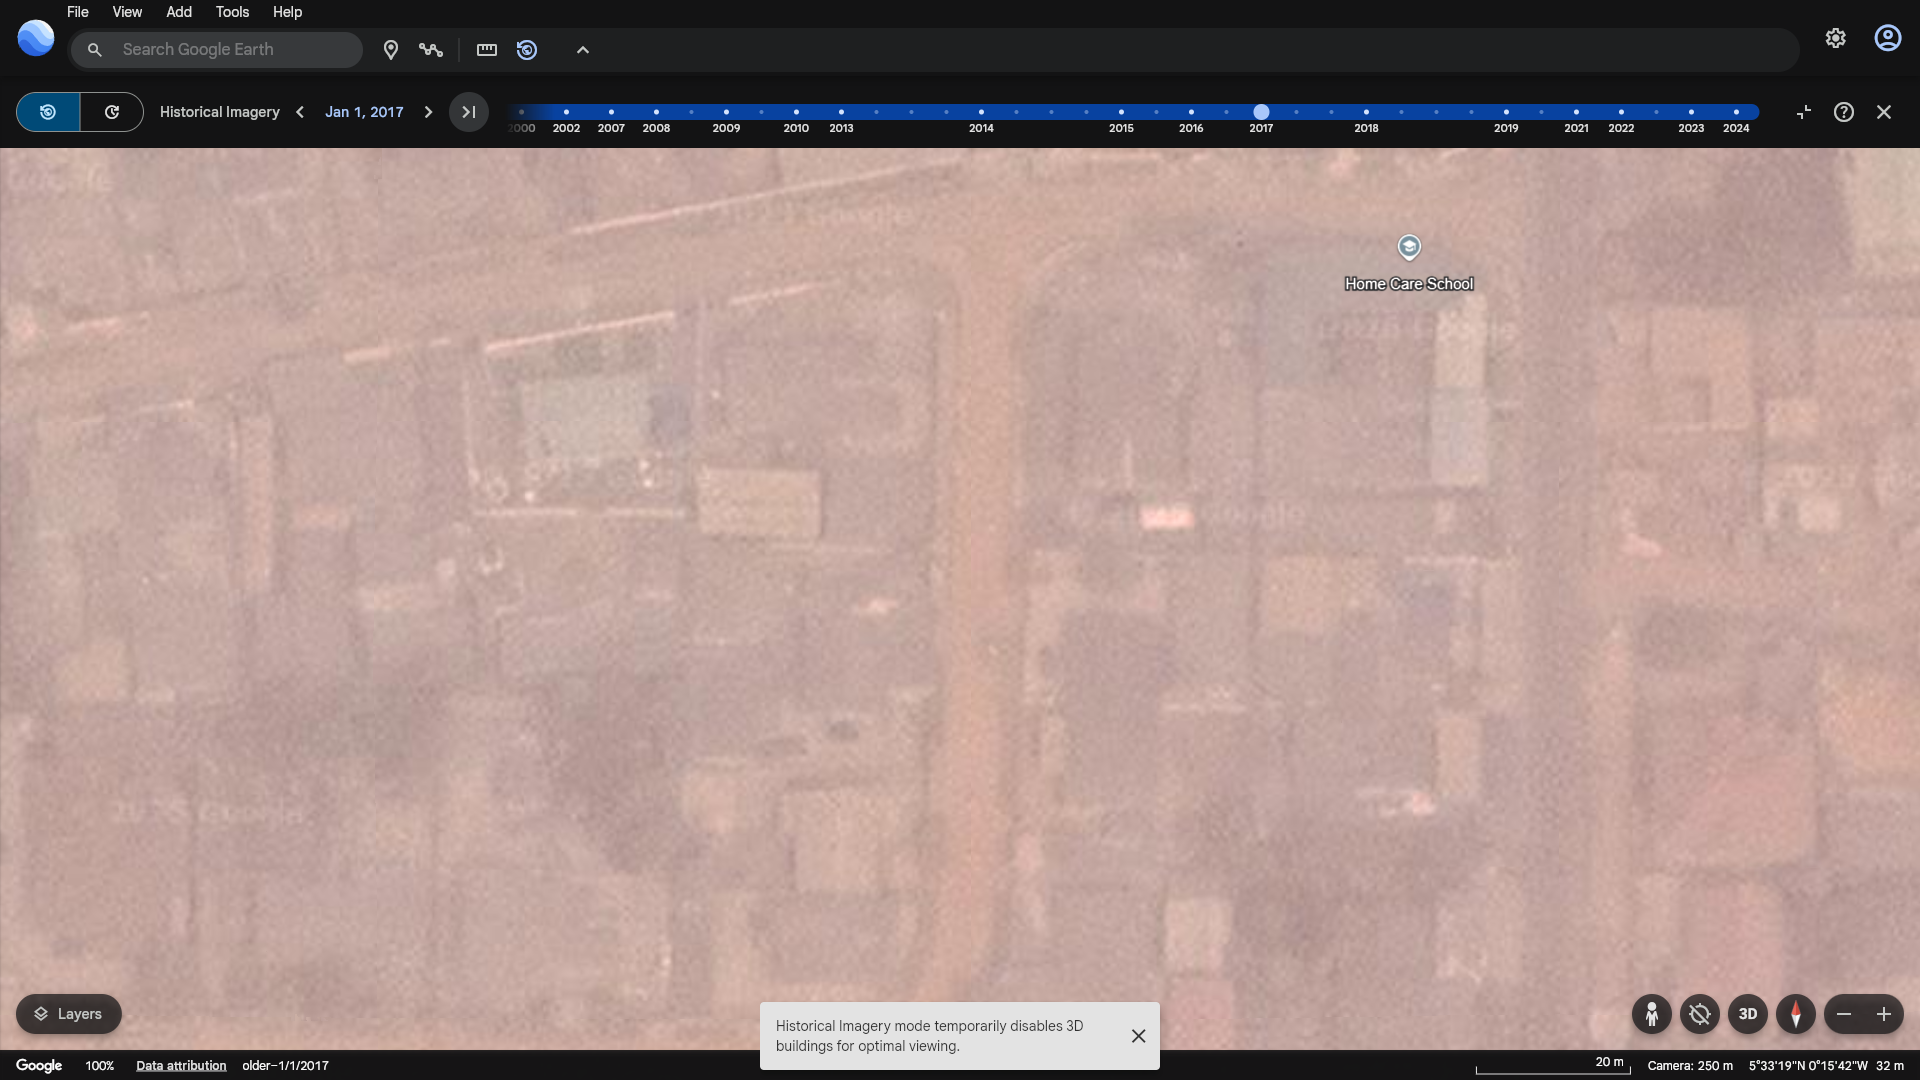 File View Add Tools Help
Search Google Earth
Historical Imagery Jan 1, 2017
2000 2002 2007 2008 2009 2010 2013 2014 2015 2016 2017 2018 2019 2021 2022 2023 2024
Home Care School
Layers
Historical Imagery mode temporarily disables 3D
buildings for optimal viewing.
3D
Google 100% Data attribution older–1/1/2017
20 m Camera: 250 m 5°33'19"N 0°15'42"W 32 m